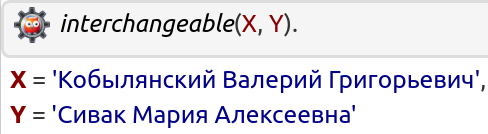 interchangeable(X, Y).
X = 'Кобылянский Валерий Григорьевич',
Y = 'Сивак Мария Алексеевна'